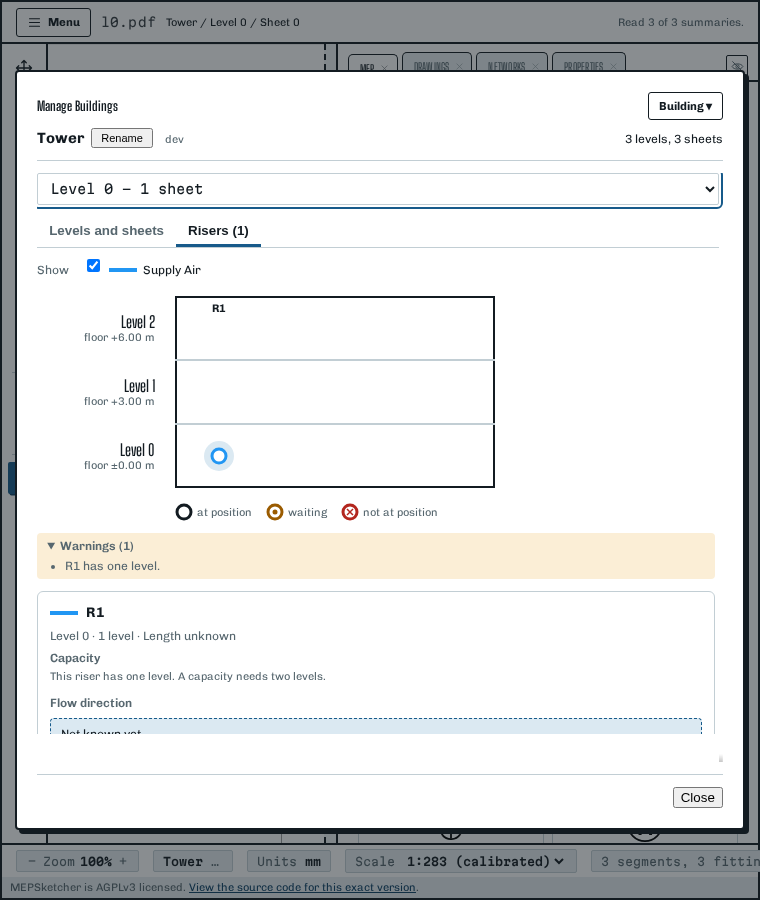 Menu
l0.pdf
Tower / Level 0 / Sheet 0
Read 3 of 3 summaries.
MEP ×
DRAWINGS ×
NETWORKS ×
PROPERTIES ×
Manage Buildings
Building ▾
Tower
Rename
dev
3 levels, 3 sheets
Level 0 — 1 sheet
Levels and sheets
Risers (1)
Show
Supply Air
R1
Level 2
floor +6.00 m
Level 1
floor +3.00 m
Level 0
floor ±0.00 m
at position
waiting
not at position
▼ Warnings (1)
• R1 has one level.
R1
Level 0 · 1 level · Length unknown
Capacity
This riser has one level. A capacity needs two levels.
Flow direction
Not known yet
Close
− Zoom 100% +
Tower …
Units mm
Scale 1:283 (calibrated)
3 segments, 3 fittin
MEPSketcher is AGPLv3 licensed. View the source code for this exact version.